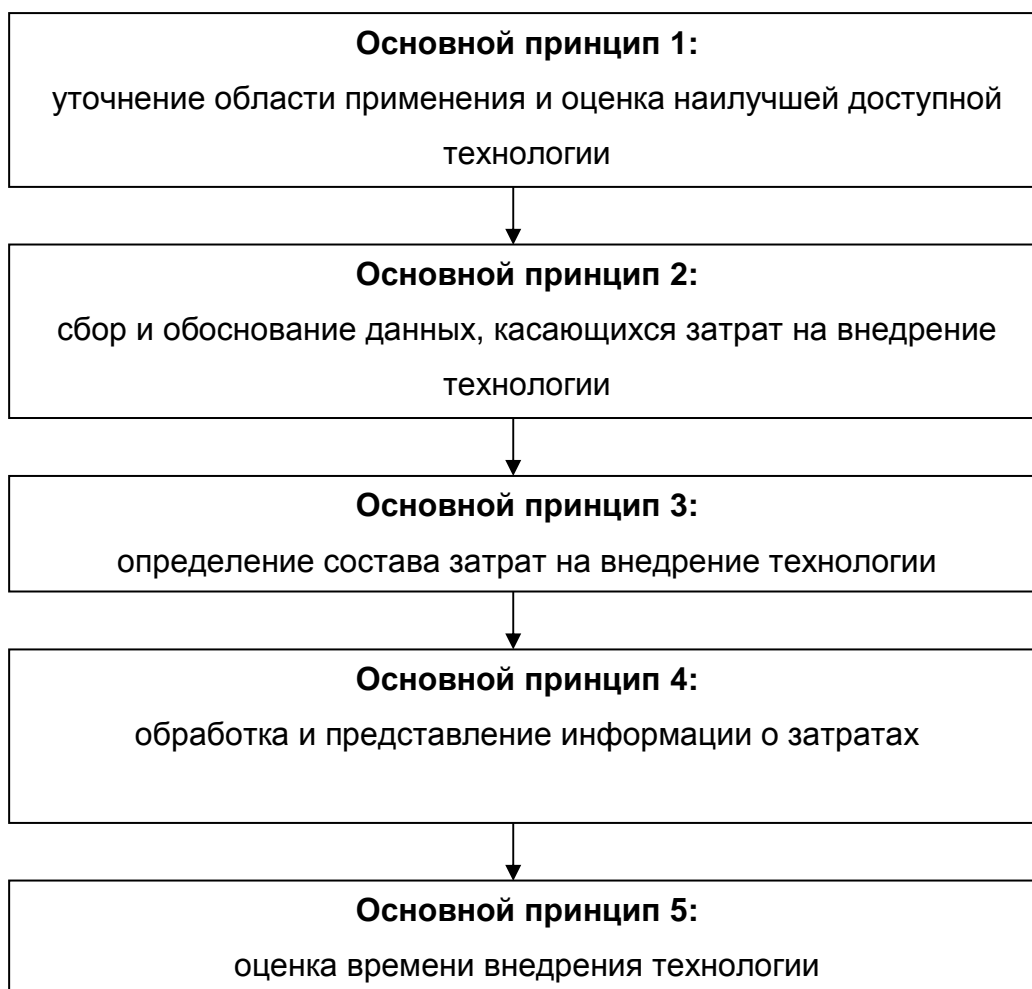 Основной принцип 1:
уточнение области применения и оценка наилучшей доступной
технологии
Основной принцип 2:
сбор и обоснование данных, касающихся затрат на внедрение
технологии
Основной принцип 3:
определение состава затрат на внедрение технологии
Основной принцип 4:
обработка и представление информации о затратах
Основной принцип 5:
оценка времени внедрения технологии